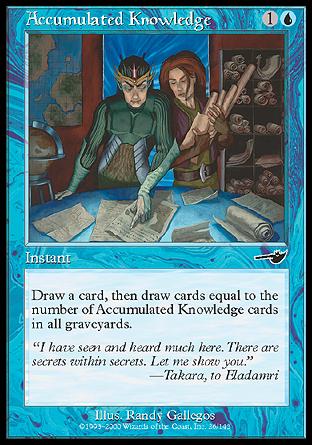 Accumulated Knowledge 1
Instant
Draw a card, then draw cards equal to the
number of Accumulated Knowledge cards
in all graveyards.
“I have seen and heard much here. There are
secrets within secrets. Let me show you.”
—Takara, to Eladamri
Illus. Randy Gallegos
©1993–2000 Wizards of the Coast, Inc. 26/143